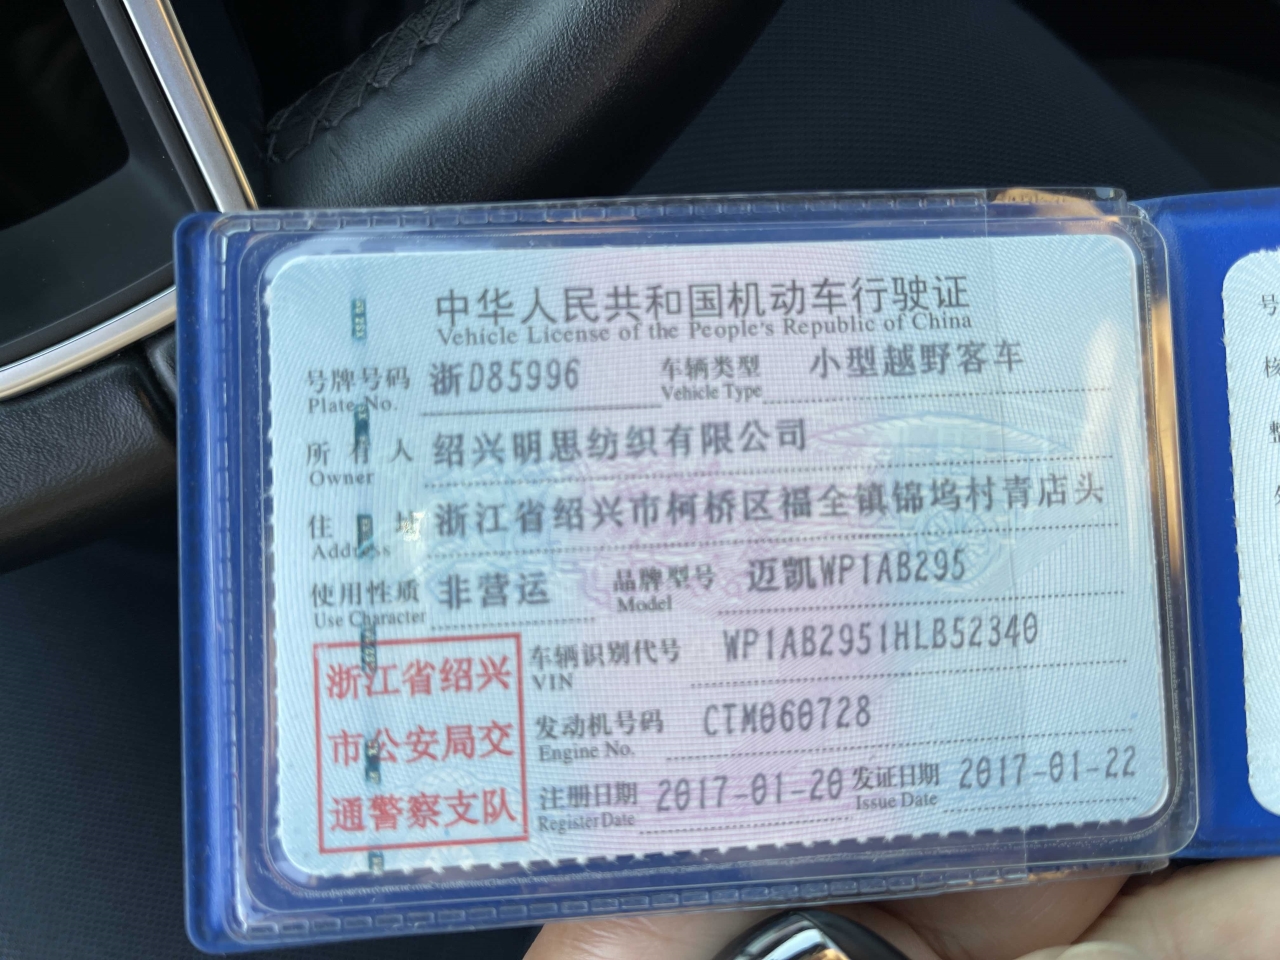 中华人民共和国机动车行驶证
Vehicle License of the People's Republic of China
号牌号码 浙D85996 车辆类型 小型越野客车
Plate No. Vehicle Type
所有人 绍兴明思纺织有限公司
Owner
住址 浙江省绍兴市柯桥区福全镇锦坞村青店头
Address
使用性质 非营运 品牌型号 迈凯WP1AB295
Use Character Model
浙江省绍兴
市公安局交
通警察支队
车辆识别代号 WP1AB2951HLB52340
VIN
发动机号码 CTM060728
Engine No.
注册日期 2017-01-20 发证日期 2017-01-22
Register Date Issue Date
号